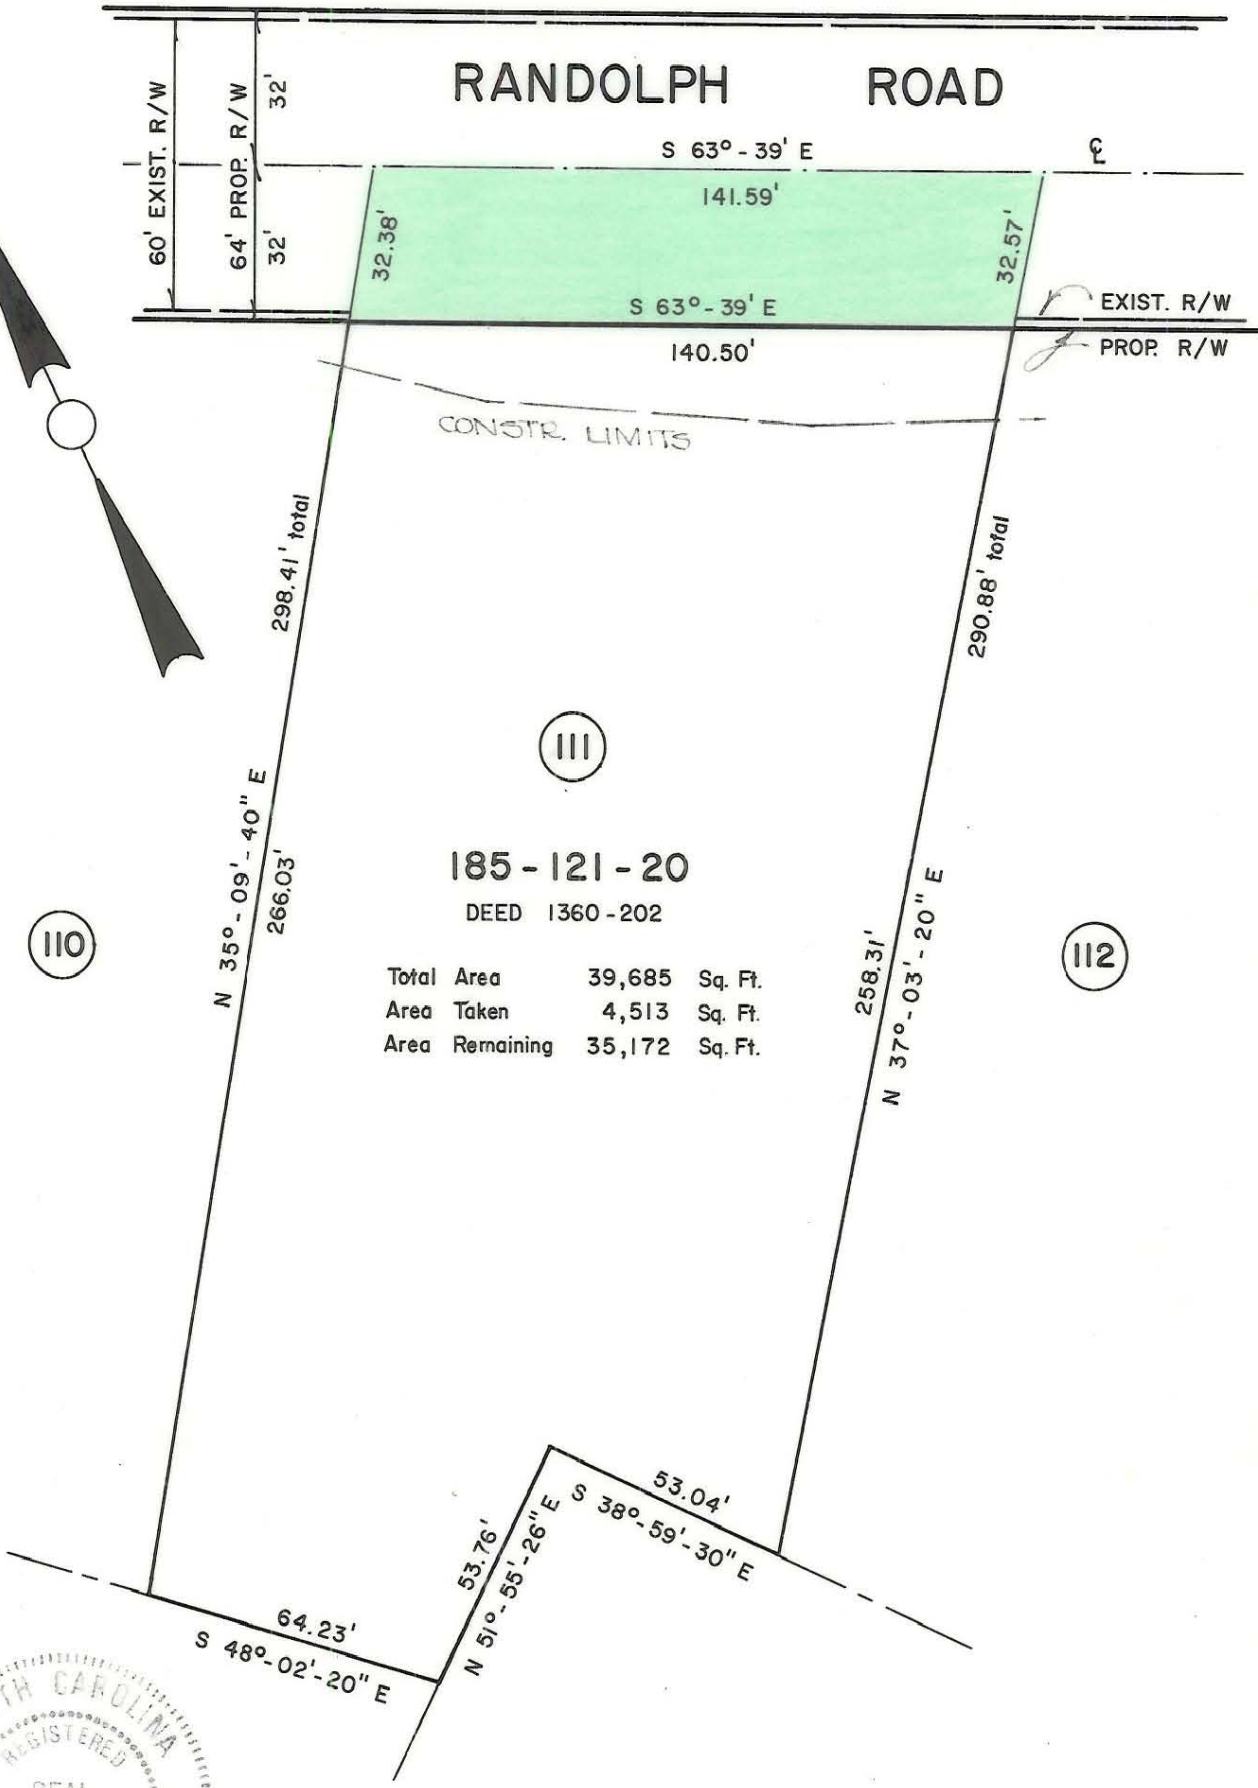 RANDOLPH ROAD
60' EXIST. R/W
64' PROP. R/W
32'
32'
S 63°-39' E
℄
141.59'
32.38'
32.57'
S 63°-39' E
140.50'
EXIST. R/W
PROP. R/W
CONSTR. LIMITS
298.41' total
290.88' total
111
N 35°-09'-40" E
266.03'
185-121-20
DEED 1360-202
110
112
258.31'
N 37°-03'-20" E
Total Area 39,685 Sq. Ft.
Area Taken 4,513 Sq. Ft.
Area Remaining 35,172 Sq. Ft.
53.04'
S 38°-59'-30" E
53.76'
N 51°-55'-26" E
64.23'
S 48°-02'-20" E
TH CAROLINA
REGISTERED
SEAL